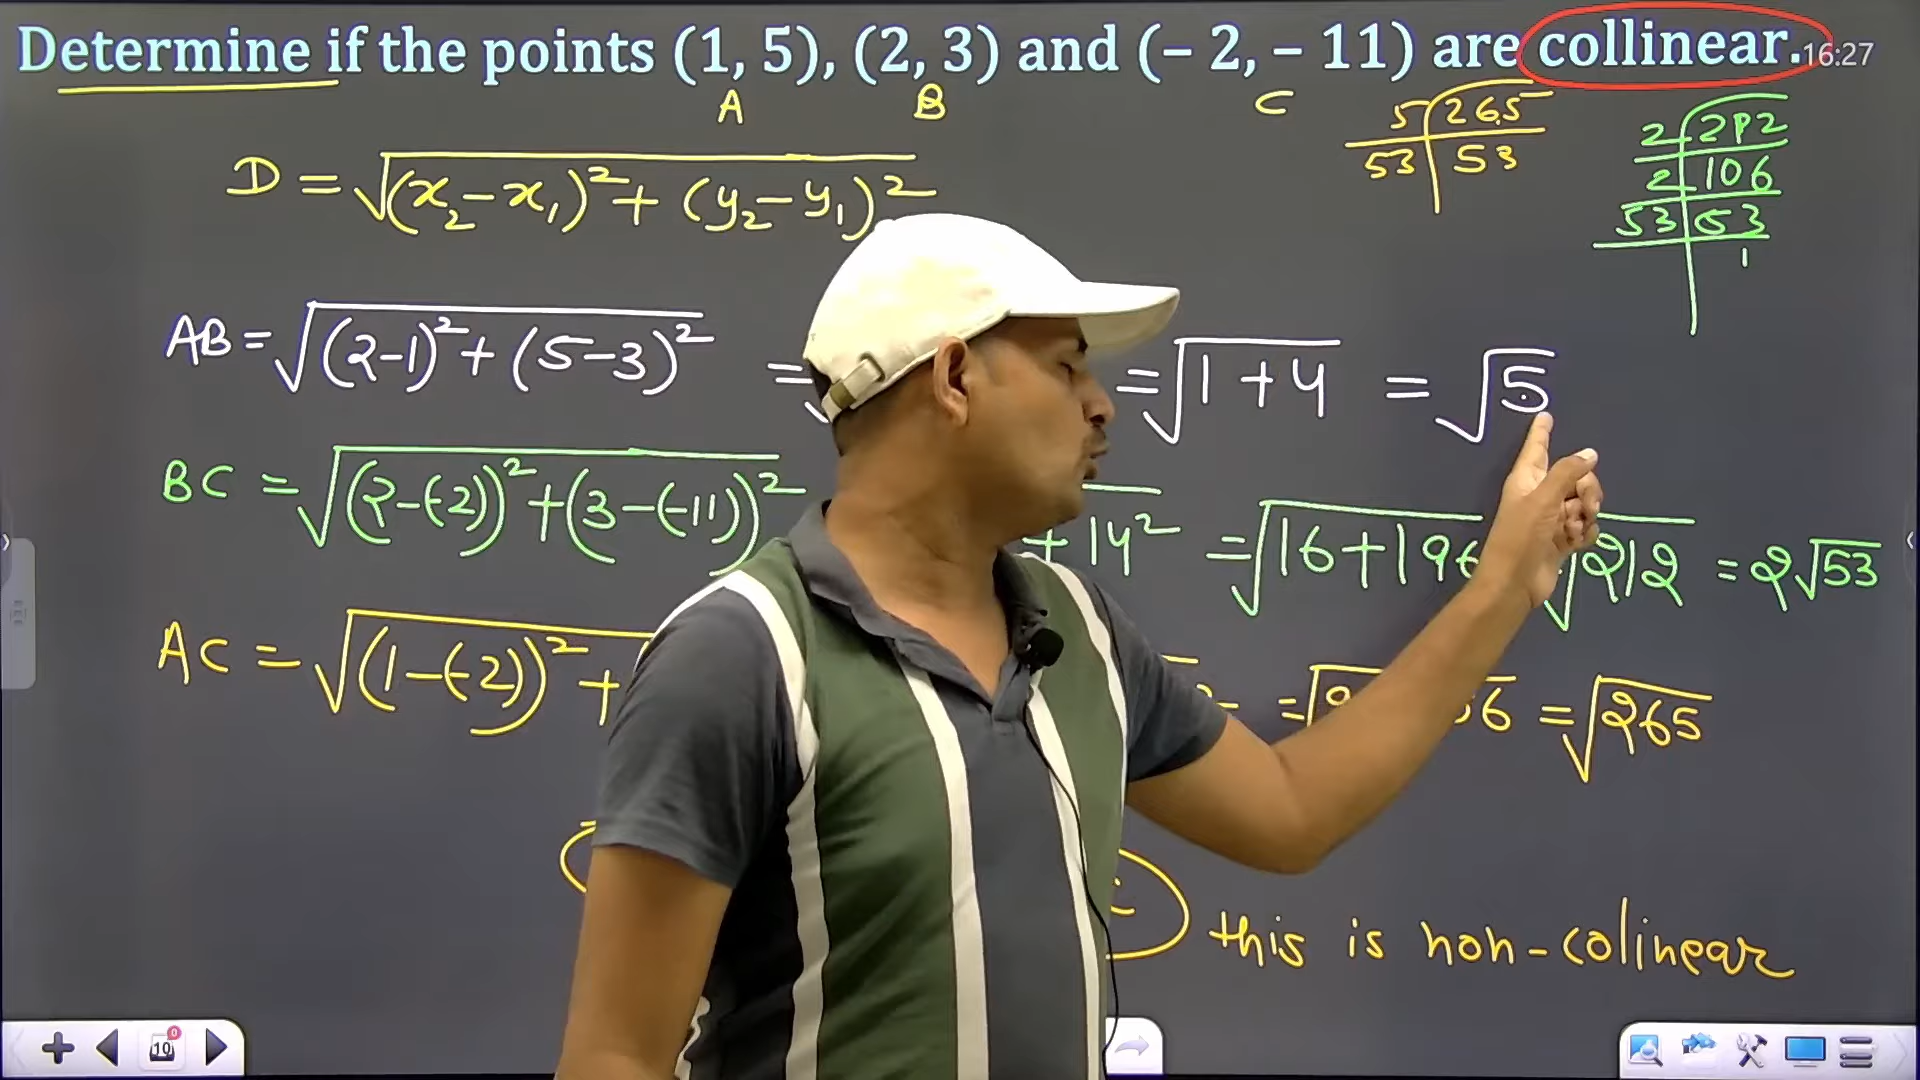 Determine if the points (1, 5), (2, 3) and (– 2, – 11) are collinear.
16:27
A B C
5 265
53 53
2 212
2 106
53 53
1
D = √(x₂-x₁)² + (y₂-y₁)²
AB = √(2-1)² + (5-3)² = = √1+4 = √5
BC = √(2-(-2))² + (3-(-11))² + 14² = √16+196 √212 = 2√53
AC = √(1-(-2))² + = √ = √265
this is non-colinear
10
0